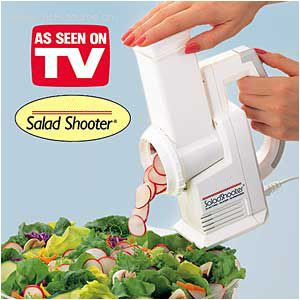 AS SEEN ON
TV
Salad Shooter®
SaladShooter®